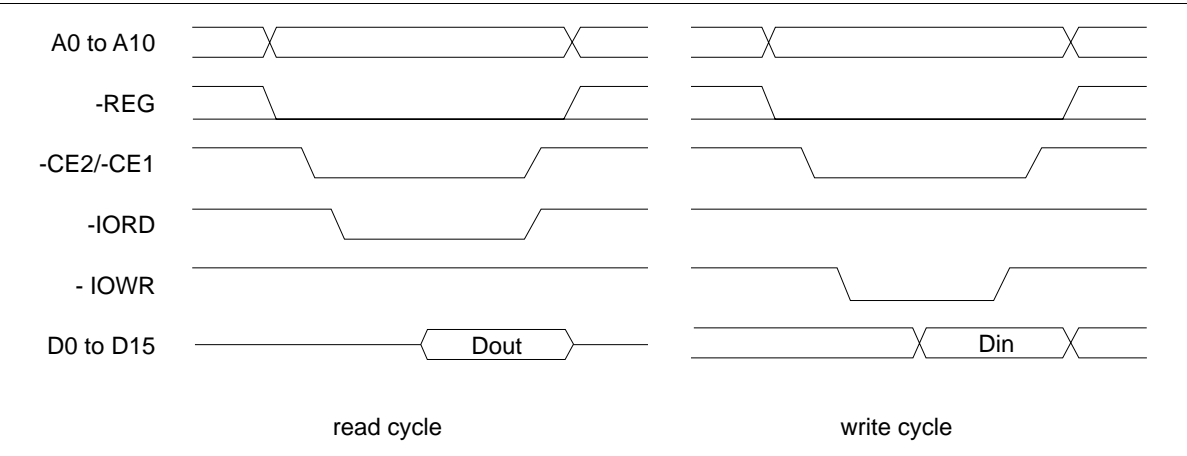 A0 to A10
-REG
-CE2/-CE1
-IORD
- IOWR
D0 to D15
Dout
Din
read cycle
write cycle